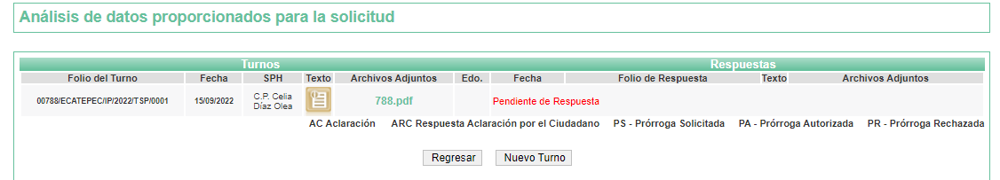 Análisis de datos proporcionados para la solicitud
Turnos Respuestas
Folio del Turno Fecha SPH Texto Archivos Adjuntos Edo. Fecha Folio de Respuesta Texto Archivos Adjuntos
00788/ECATEPEC/IP/2022/TSP/0001 15/09/2022 C.P. Celia Díaz Olea 788.pdf Pendiente de Respuesta
AC Aclaración ARC Respuesta Aclaración por el Ciudadano PS - Prórroga Solicitada PA - Prórroga Autorizada PR - Prórroga Rechazada
Regresar Nuevo Turno